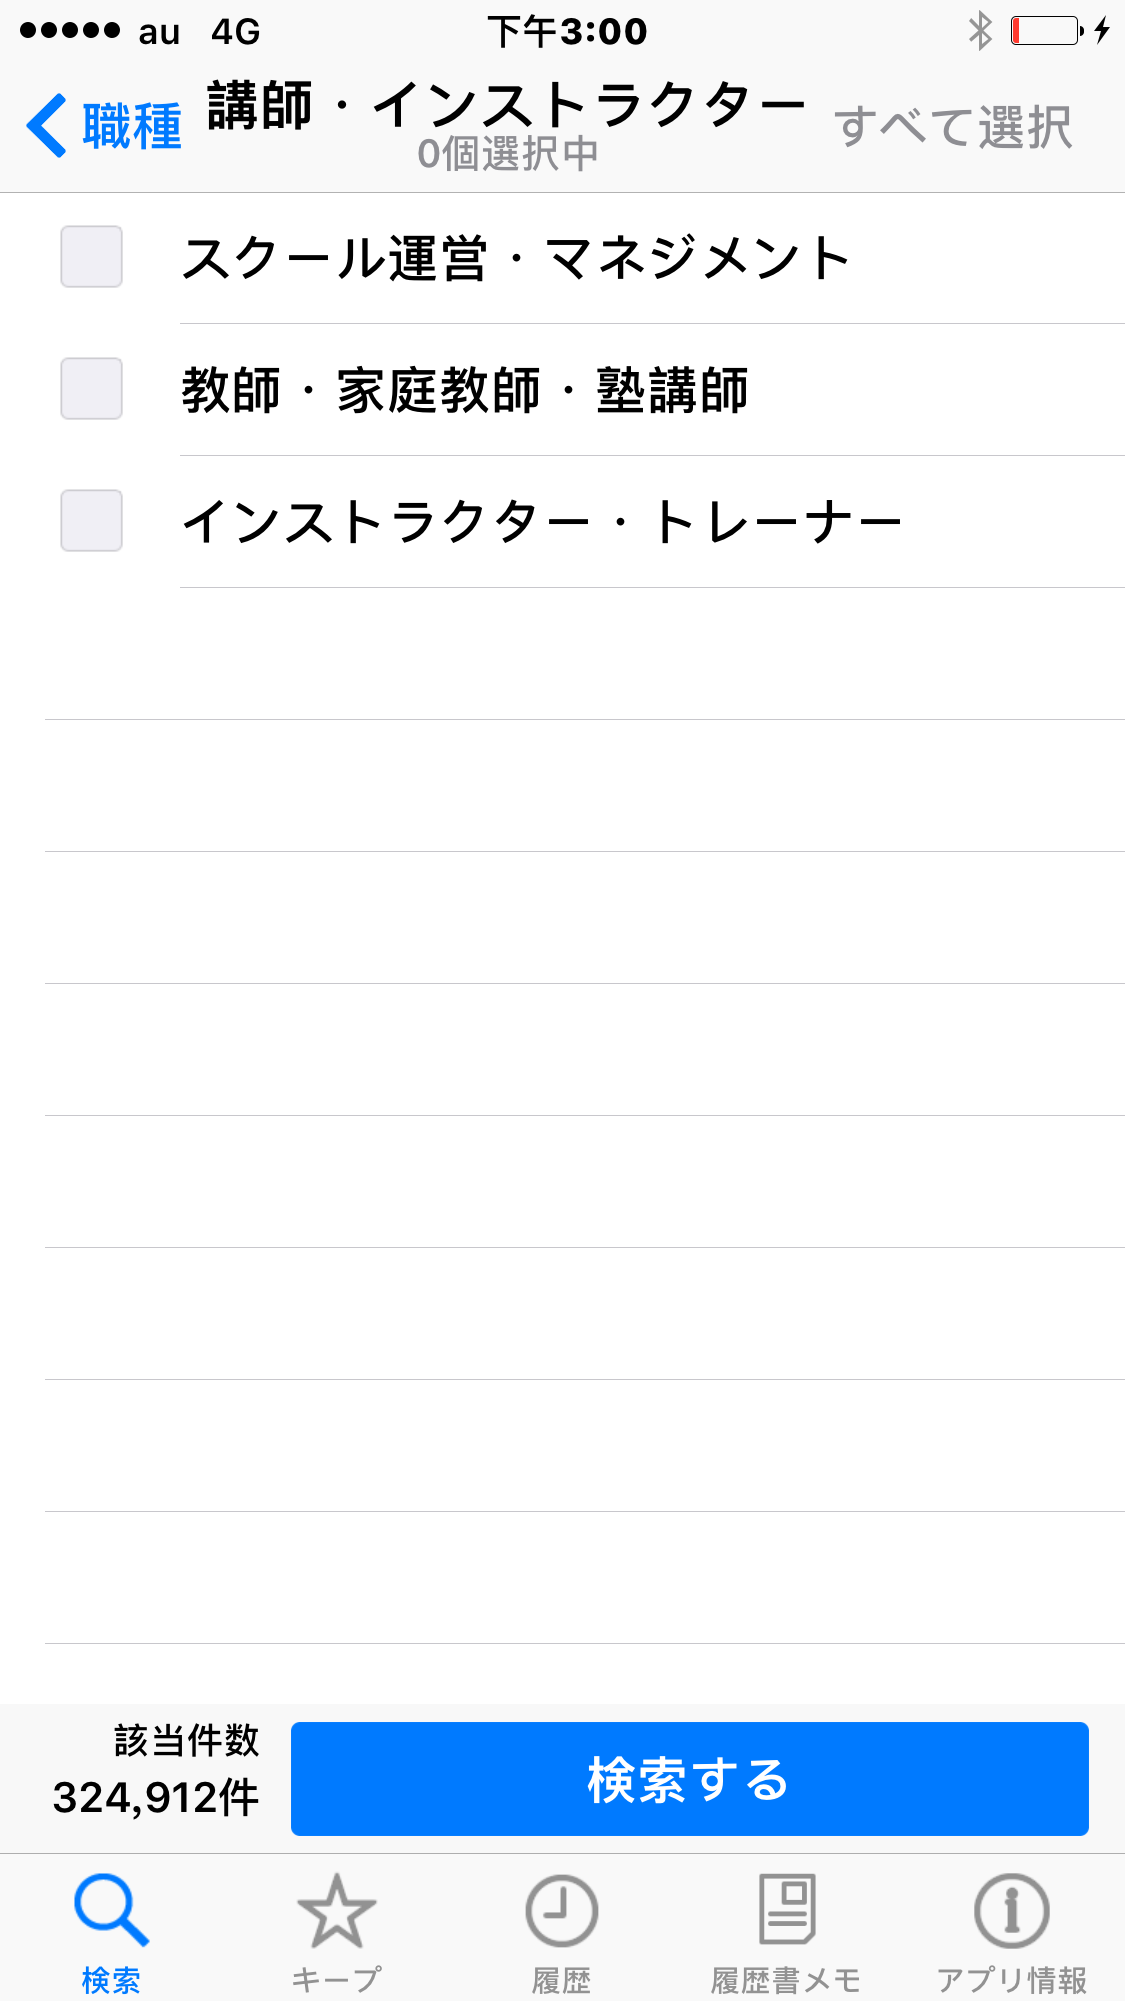 au 4G 下午3:00
職種 講師・インストラクター すべて選択
0個選択中
スクール運営・マネジメント
教師・家庭教師・塾講師
インストラクター・トレーナー
該当件数
324,912件
検索する
検索 キープ 履歴 履歴書メモ アプリ情報